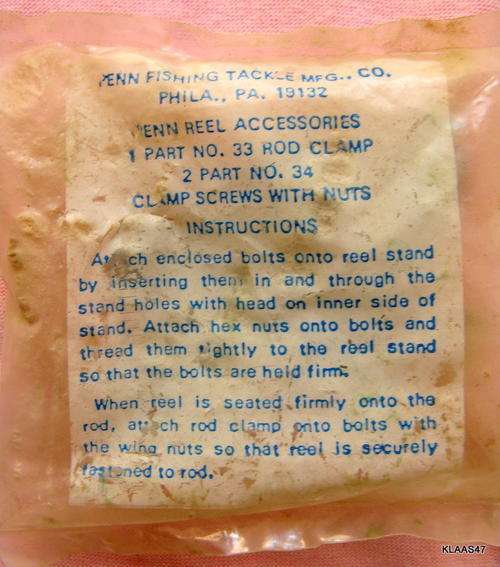 PENN FISHING TACKLE MFG.. CO.
PHILA., PA. 19132
PENN REEL ACCESSORIES
1 PART NO. 33 ROD CLAMP
2 PART NO. 34
CLAMP SCREWS WITH NUTS
INSTRUCTIONS
Attach enclosed bolts onto reel stand
by inserting them in and through the
stand holes with head on inner side of
stand. Attach hex nuts onto bolts and
thread them tightly to the reel stand
so that the bolts are held firm.
When reel is seated firmly onto the
rod, attach rod clamp onto bolts with
the wing nuts so that reel is securely
fastened to rod.
KLAAS47